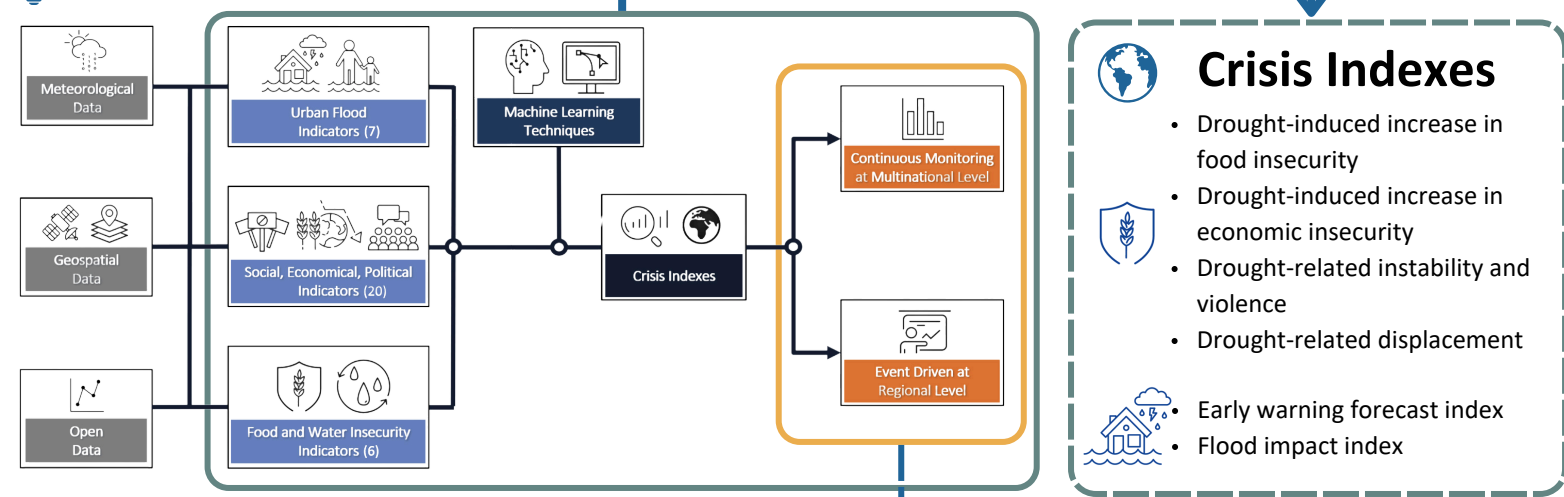 Meteorological
Data
Geospatial
Data
Open
Data
Urban Flood
Indicators (7)
Social, Economical, Political
Indicators (20)
Food and Water Insecurity
Indicators (6)
Machine Learning
Techniques
Crisis Indexes
Continuous Monitoring
at Multinational Level
Event Driven at
Regional Level
Crisis Indexes
• Drought-induced increase in
food insecurity
• Drought-induced increase in
economic insecurity
• Drought-related instability and
violence
• Drought-related displacement
• Early warning forecast index
• Flood impact index